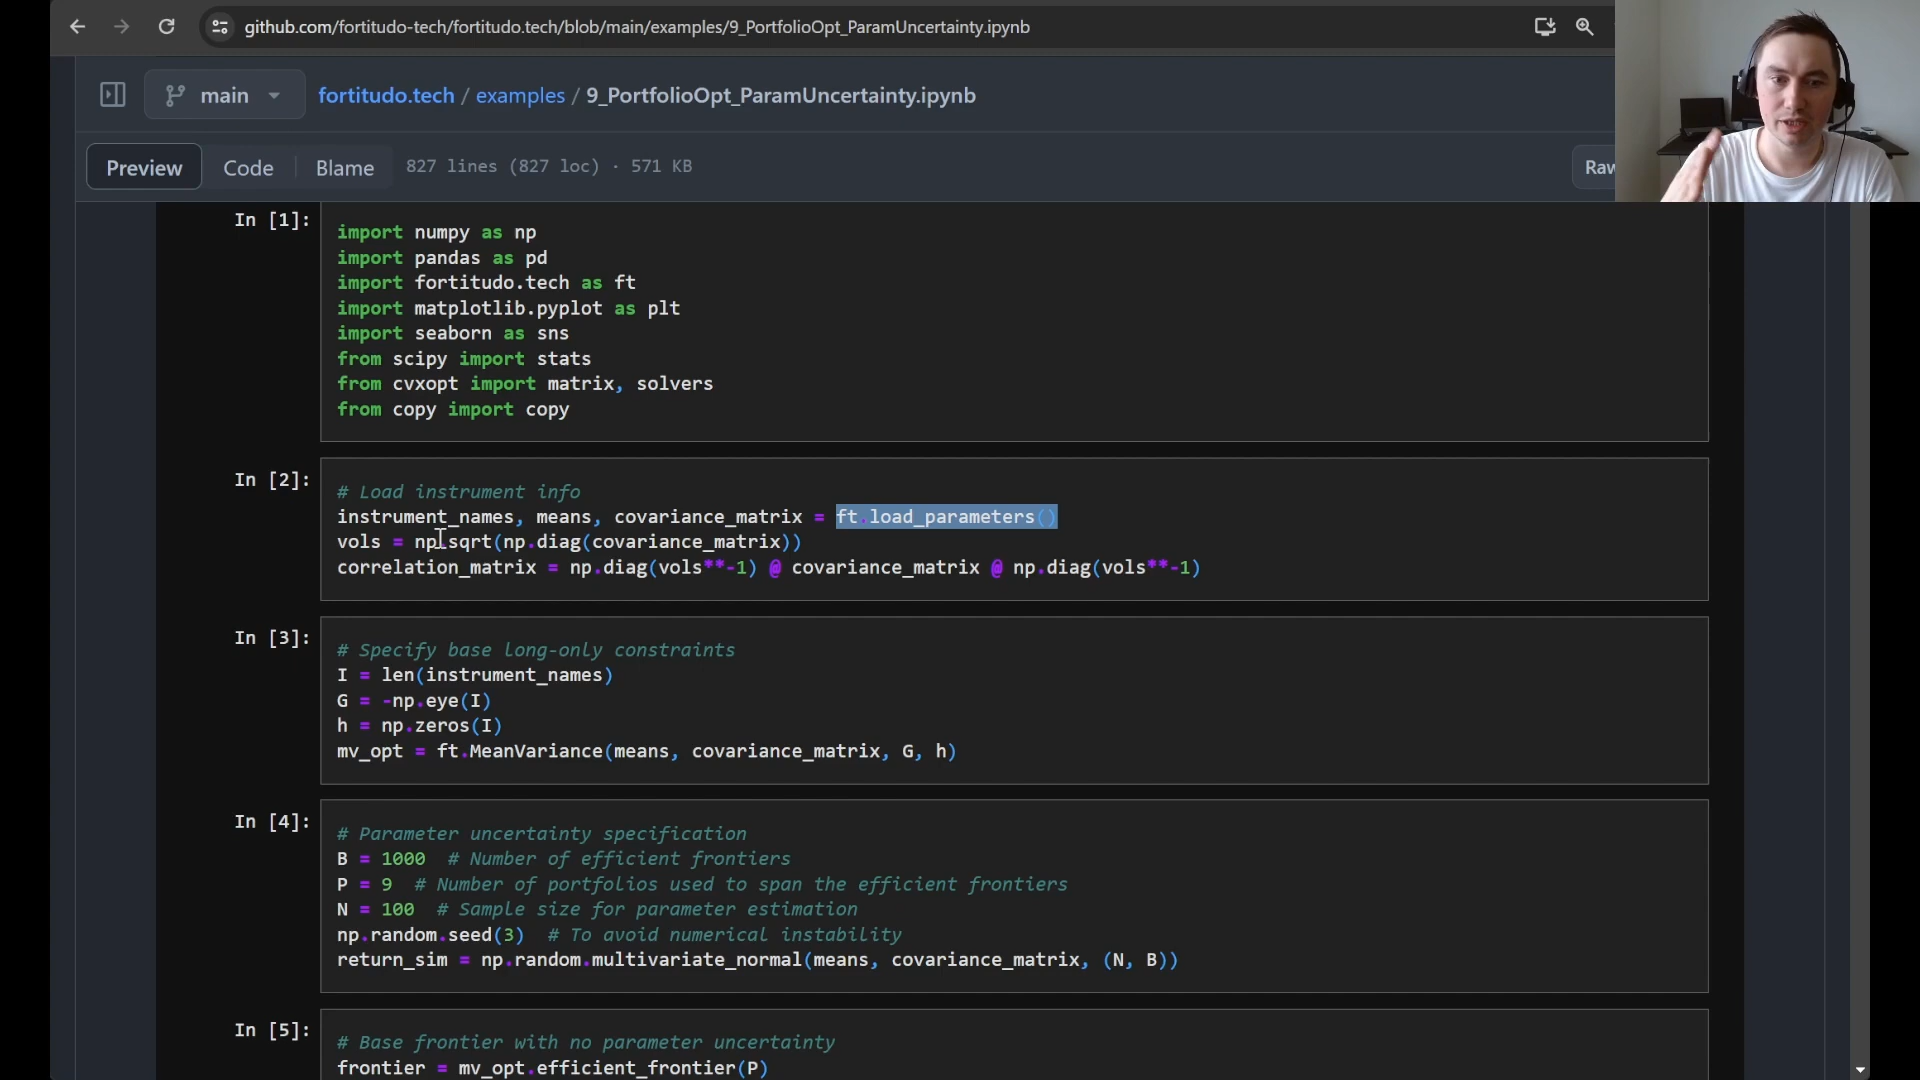 github.com/fortitudo-tech/fortitudo.tech/blob/main/examples/9_PortfolioOpt_ParamUncertainty.ipynb
main fortitudo.tech / examples / 9_PortfolioOpt_ParamUncertainty.ipynb
Preview Code Blame 827 lines (827 loc) · 571 KB Raw
In [1]:
import numpy as np
import pandas as pd
import fortitudo.tech as ft
import matplotlib.pyplot as plt
import seaborn as sns
from scipy import stats
from cvxopt import matrix, solvers
from copy import copy
In [2]:
# Load instrument info
instrument_names, means, covariance_matrix = ft.load_parameters()
vols = np.sqrt(np.diag(covariance_matrix))
correlation_matrix = np.diag(vols**-1) @ covariance_matrix @ np.diag(vols**-1)
In [3]:
# Specify base long-only constraints
I = len(instrument_names)
G = -np.eye(I)
h = np.zeros(I)
mv_opt = ft.MeanVariance(means, covariance_matrix, G, h)
In [4]:
# Parameter uncertainty specification
B = 1000  # Number of efficient frontiers
P = 9  # Number of portfolios used to span the efficient frontiers
N = 100  # Sample size for parameter estimation
np.random.seed(3)  # To avoid numerical instability
return_sim = np.random.multivariate_normal(means, covariance_matrix, (N, B))
In [5]:
# Base frontier with no parameter uncertainty
frontier = mv_opt.efficient_frontier(P)